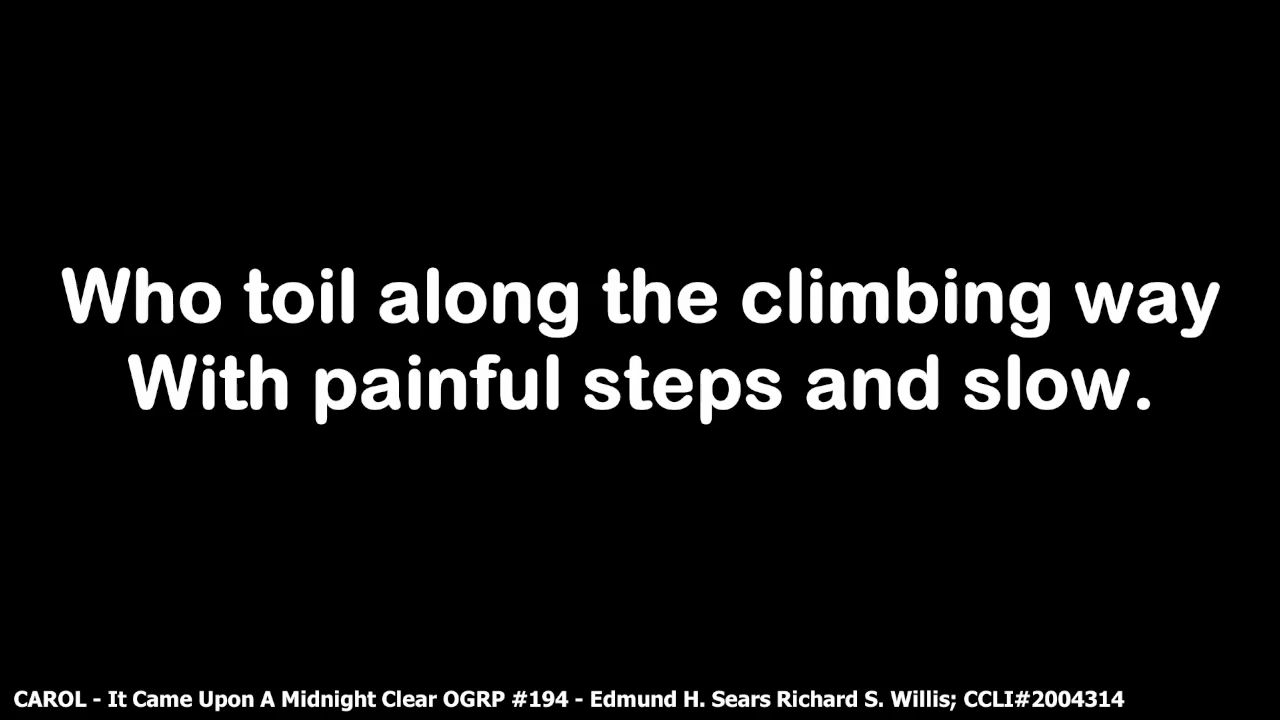 Who toil along the climbing way
With painful steps and slow.
CAROL - It Came Upon A Midnight Clear OGRP #194 - Edmund H. Sears Richard S. Willis; CCLI#2004314